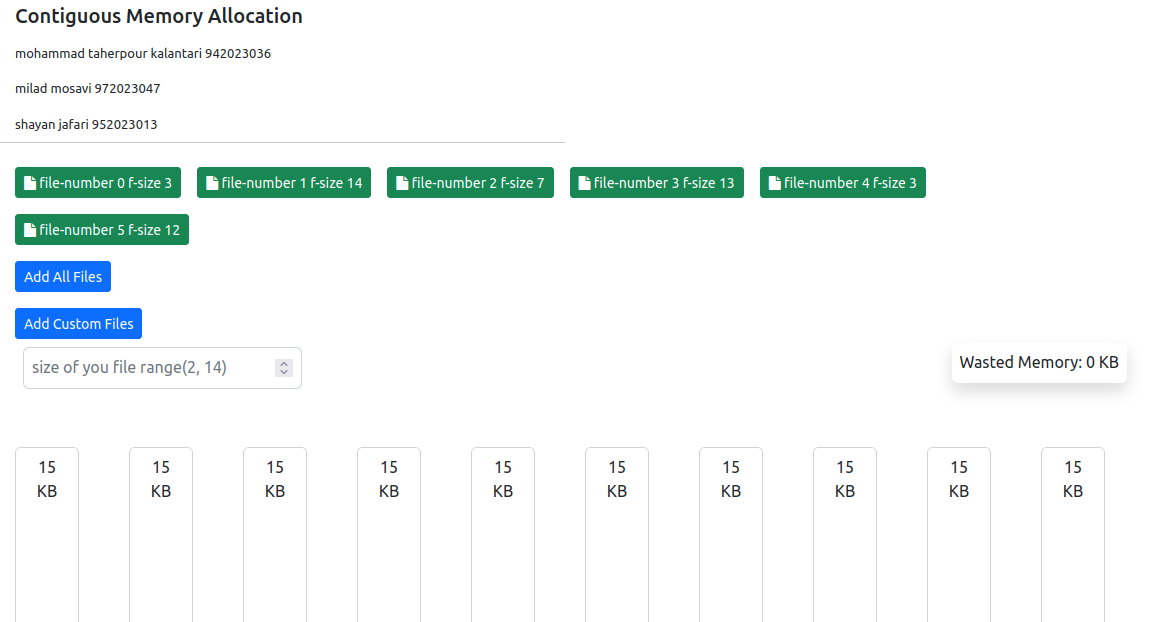 Contiguous Memory Allocation
mohammad taherpour kalantari 942023036
milad mosavi 972023047
shayan jafari 952023013
file-number 0 f-size 3 file-number 1 f-size 14 file-number 2 f-size 7 file-number 3 f-size 13 file-number 4 f-size 3
file-number 5 f-size 12
Add All Files
Add Custom Files
size of you file range(2, 14)
Wasted Memory: 0 KB
15 15 15 15 15 15 15 15 15 15
KB KB KB KB KB KB KB KB KB KB